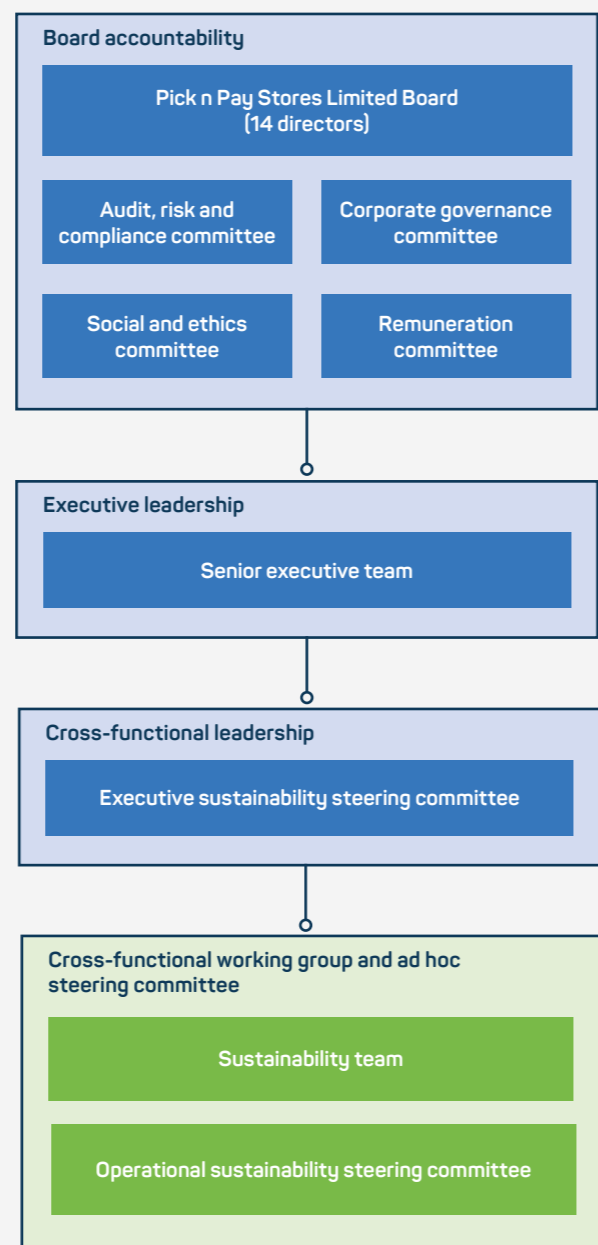 Board accountability
Pick n Pay Stores Limited Board
(14 directors)
Audit, risk and
compliance committee
Corporate governance
committee
Social and ethics
committee
Remuneration
committee
Executive leadership
Senior executive team
Cross-functional leadership
Executive sustainability steering committee
Cross-functional working group and ad hoc
steering committee
Sustainability team
Operational sustainability steering committee